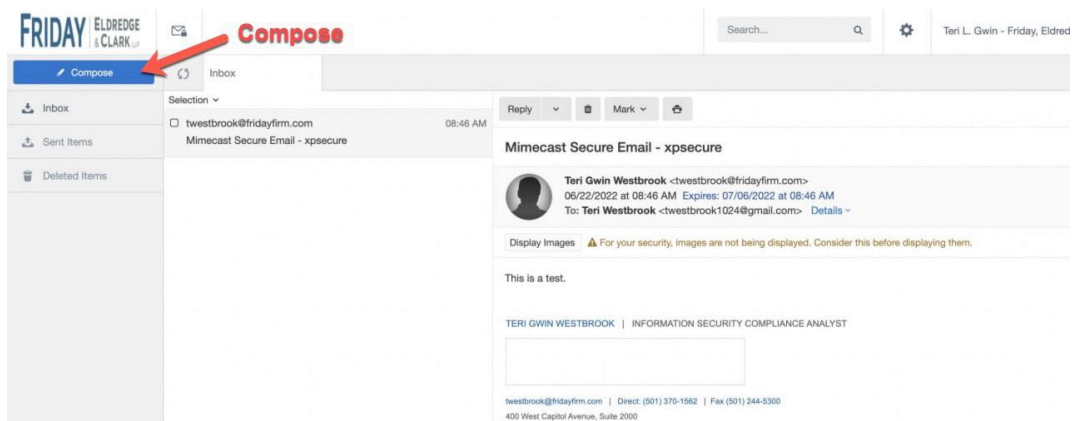 FRIDAY ELDREDGE & CLARK LLP
Compose
Search...
Teri L. Gwin - Friday, Eldred
Compose
Inbox
Inbox
Sent Items
Deleted Items
Selection
twestbrook@fridayfirm.com 08:46 AM
Mimecast Secure Email - xpsecure
Reply Mark
Mimecast Secure Email - xpsecure
Teri Gwin Westbrook <twestbrook@fridayfirm.com>
06/22/2022 at 08:46 AM Expires: 07/06/2022 at 08:46 AM
To: Teri Westbrook <twestbrook1024@gmail.com> Details
Display Images For your security, images are not being displayed. Consider this before displaying them.
This is a test.
TERI GWIN WESTBROOK | INFORMATION SECURITY COMPLIANCE ANALYST
twestbrook@fridayfirm.com | Direct: (501) 370-1562 | Fax (501) 244-5300
400 West Capitol Avenue, Suite 2000